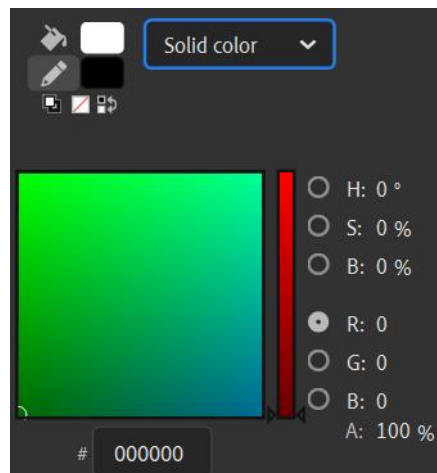 Solid color
H: 0 °
S: 0 %
B: 0 %
R: 0
G: 0
B: 0
A: 100 %
# 000000